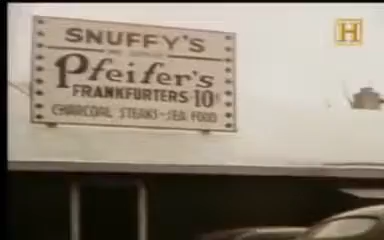 SNUFFY'S
Pfeifer's
FRANKFURTERS 10¢
CHARCOAL STEAKS-SEA FOOD
H